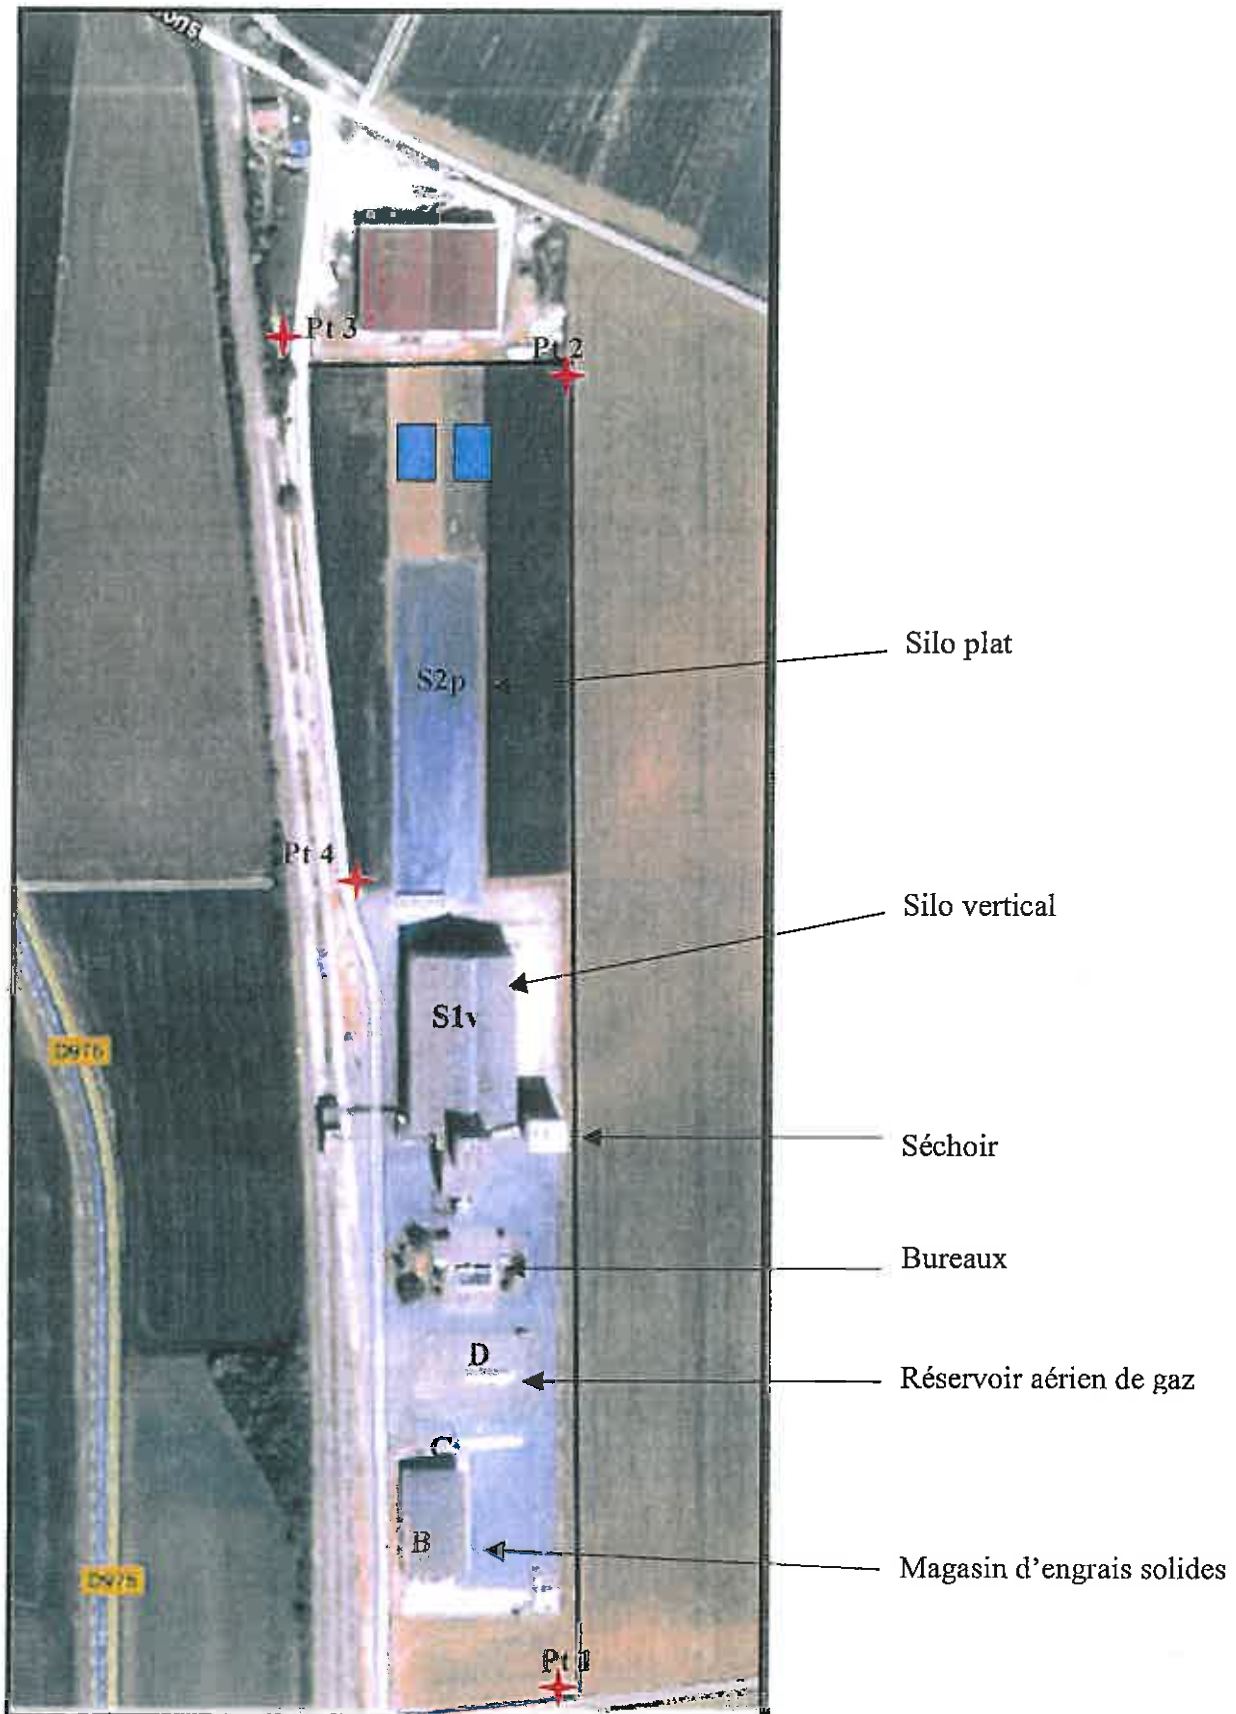 Pt 3
Pt 2
Silo plat
S2p
Pt 4
Silo vertical
S1v
D975
Séchoir
Bureaux
D
Réservoir aérien de gaz
C
B
Magasin d'engrais solides
D975
Pt 1